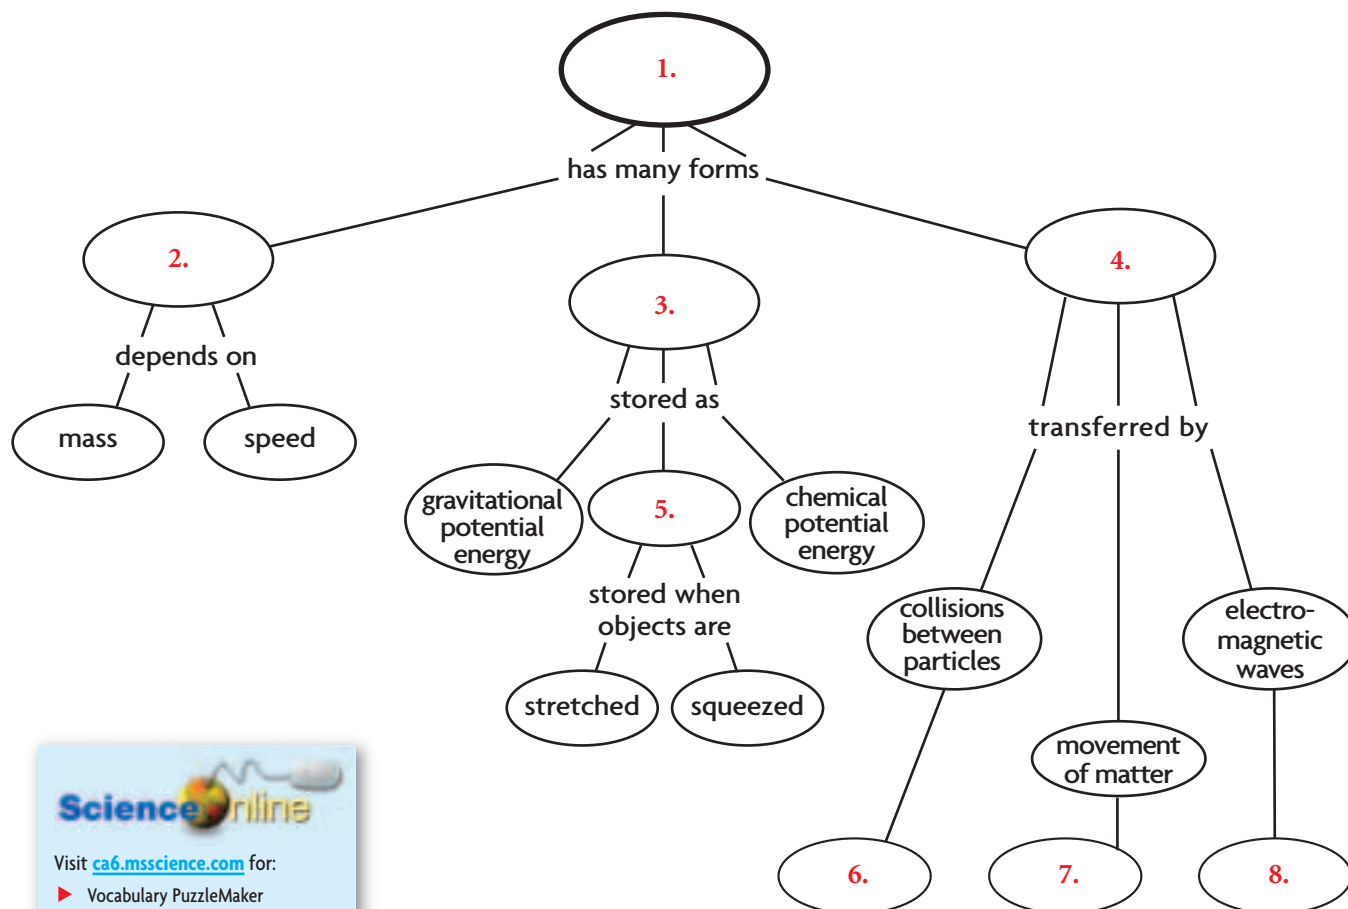 1.
has many forms
2.
3.
4.
depends on
mass
speed
stored as
gravitational
potential
energy
5.
chemical
potential
energy
stored when
objects are
stretched
squeezed
transferred by
collisions
between
particles
movement
of matter
electro-
magnetic
waves
6.
7.
8.
Science nline
Visit ca6.msscience.com for:
Vocabulary PuzzleMaker